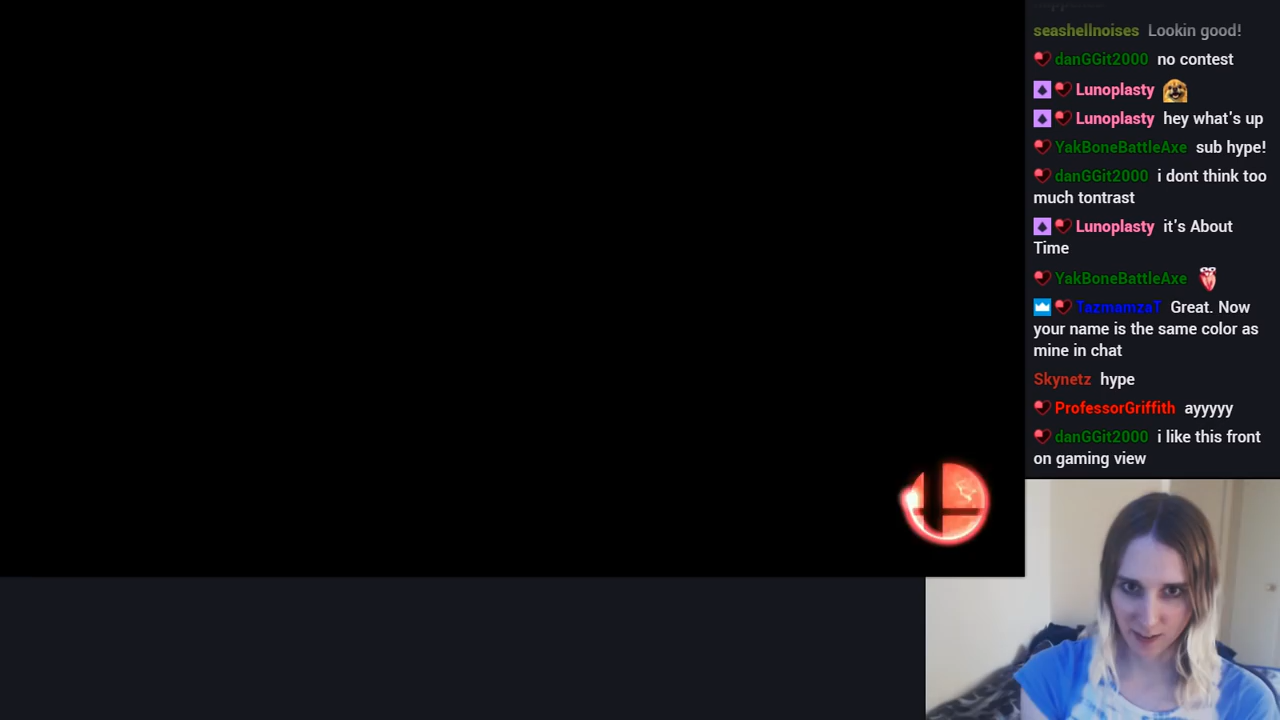 seashellnoises Lookin good!
danGGit2000 no contest
Lunoplasty
Lunoplasty hey what's up
YakBoneBattleAxe sub hype!
danGGit2000 i dont think too
much tontrast
Lunoplasty it's About
Time
YakBoneBattleAxe
TazmamzaT Great. Now
your name is the same color as
mine in chat
Skynetz hype
ProfessorGriffith ayyyyy
danGGit2000 i like this front
on gaming view